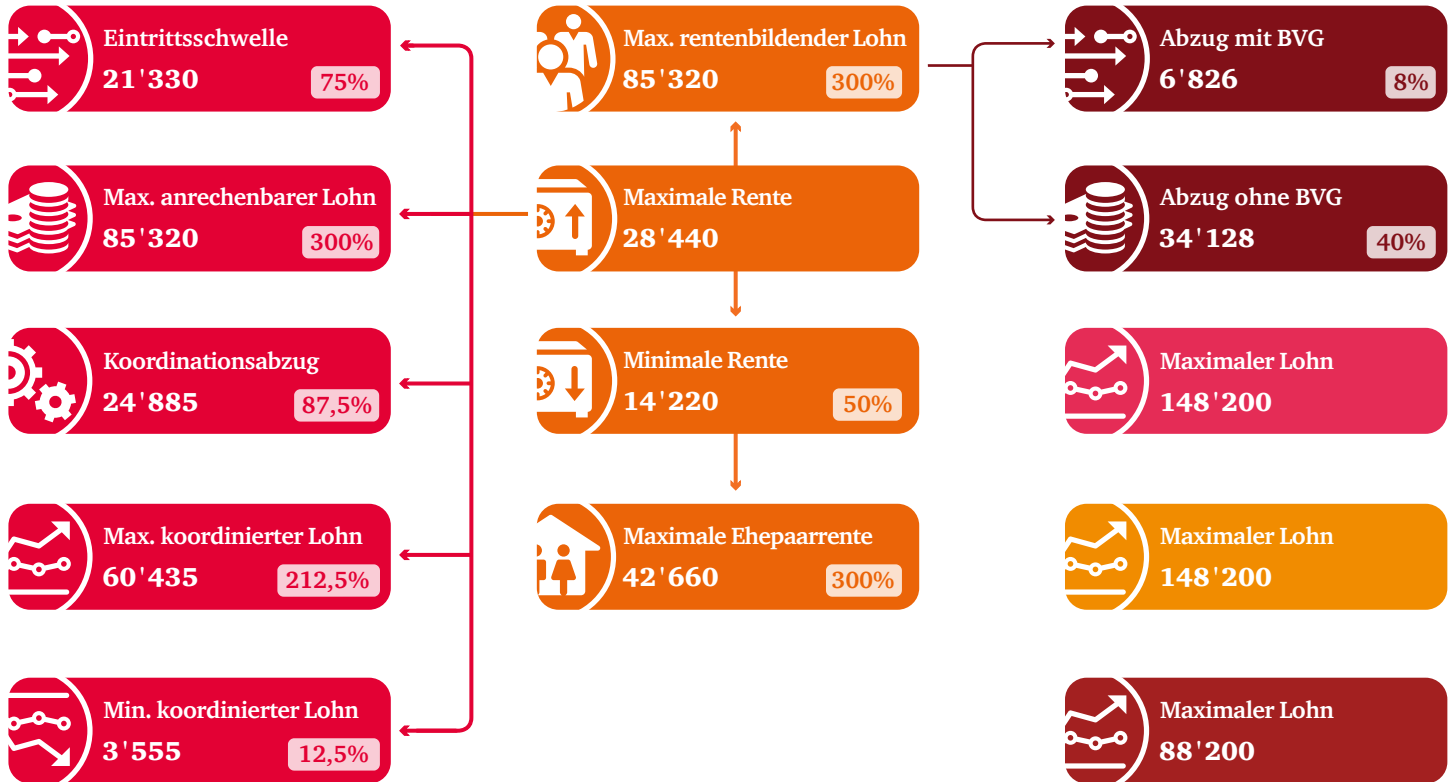 Eintrittsschwelle
21'330
75%
Max. anrechenbarer Lohn
85'320
300%
Koordinationsabzug
24'885
87,5%
Max. koordinierter Lohn
60'435
212,5%
Min. koordinierter Lohn
3'555
12,5%
Max. rentenbildender Lohn
85'320
300%
Maximale Rente
28'440
Minimale Rente
14'220
50%
Maximale Ehepaarrente
42'660
300%
Abzug mit BVG
6'826
8%
Abzug ohne BVG
34'128
40%
Maximaler Lohn
148'200
Maximaler Lohn
148'200
Maximaler Lohn
88'200